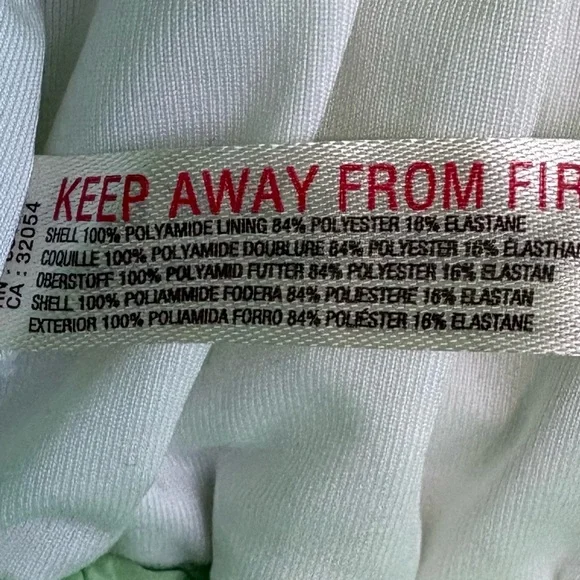 KEEP AWAY FROM FIR
SHELL 100% POLYAMIDE LINING 84% POLYESTER 16% ELASTANE
COQUILLE 100% POLYAMIDE DOUBLURE 84% POLYESTER 16% ELASTHA
OBERSTOFF 100% POLYAMID FUTTER 84% POLYESTER 16% ELASTAN
SHELL 100% POLIAMMIDE FODERA 84% POLIESTERE 16% ELASTAN
EXTERIOR 100% POLIAMIDA FORRO 84% POLIÉSTER 16% ELASTANE
CA : 32054